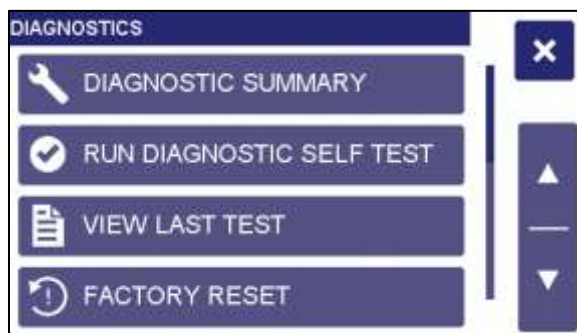 DIAGNOSTICS
DIAGNOSTIC SUMMARY
RUN DIAGNOSTIC SELF TEST
VIEW LAST TEST
FACTORY RESET